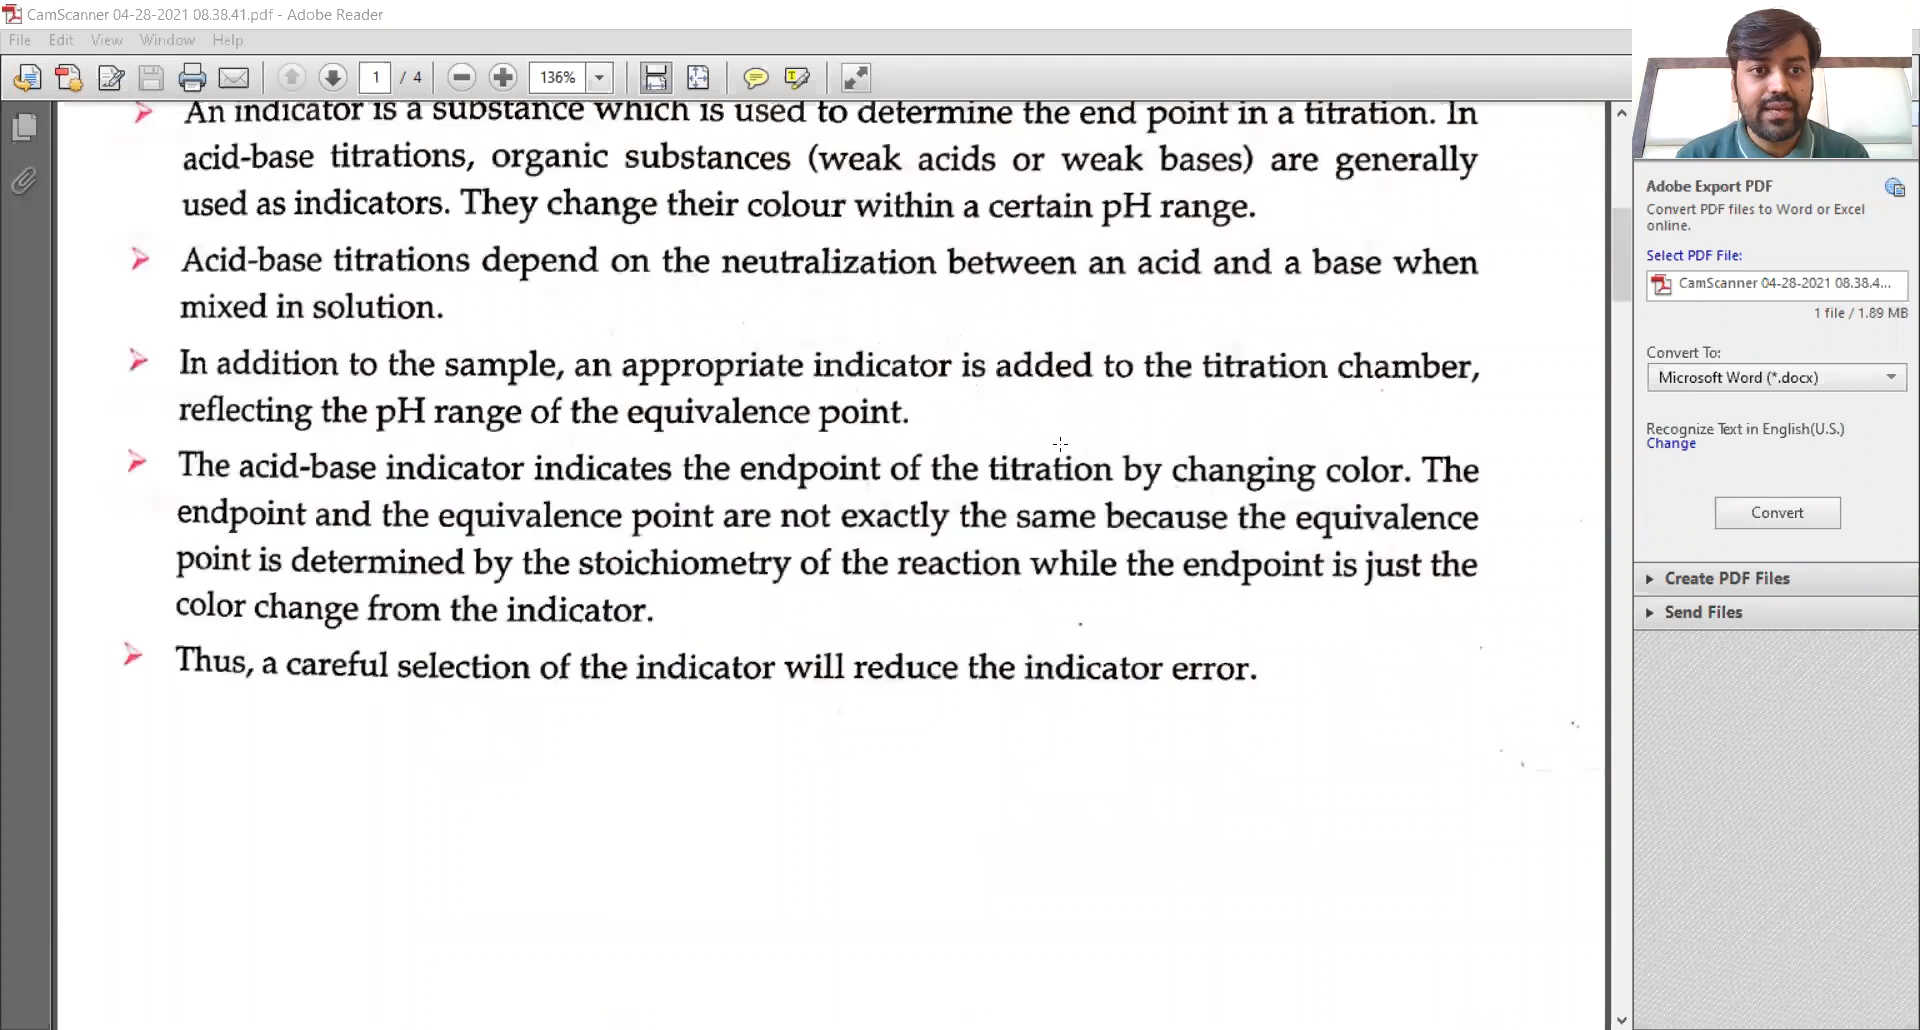 CamScanner 04-28-2021 08.38.41.pdf - Adobe Reader
File Edit View Window Help
1 / 4 136%
An indicator is a substance which is used to determine the end point in a titration. In
acid-base titrations, organic substances (weak acids or weak bases) are generally
used as indicators. They change their colour within a certain pH range.
Acid-base titrations depend on the neutralization between an acid and a base when
mixed in solution.
In addition to the sample, an appropriate indicator is added to the titration chamber,
reflecting the pH range of the equivalence point.
The acid-base indicator indicates the endpoint of the titration by changing color. The
endpoint and the equivalence point are not exactly the same because the equivalence
point is determined by the stoichiometry of the reaction while the endpoint is just the
color change from the indicator.
Thus, a careful selection of the indicator will reduce the indicator error.
Adobe Export PDF
Convert PDF files to Word or Excel
online.
Select PDF File:
CamScanner 04-28-2021 08.38.4...
1 file / 1.89 MB
Convert To:
Microsoft Word (*.docx)
Recognize Text in English(U.S.)
Change
Convert
Create PDF Files
Send Files